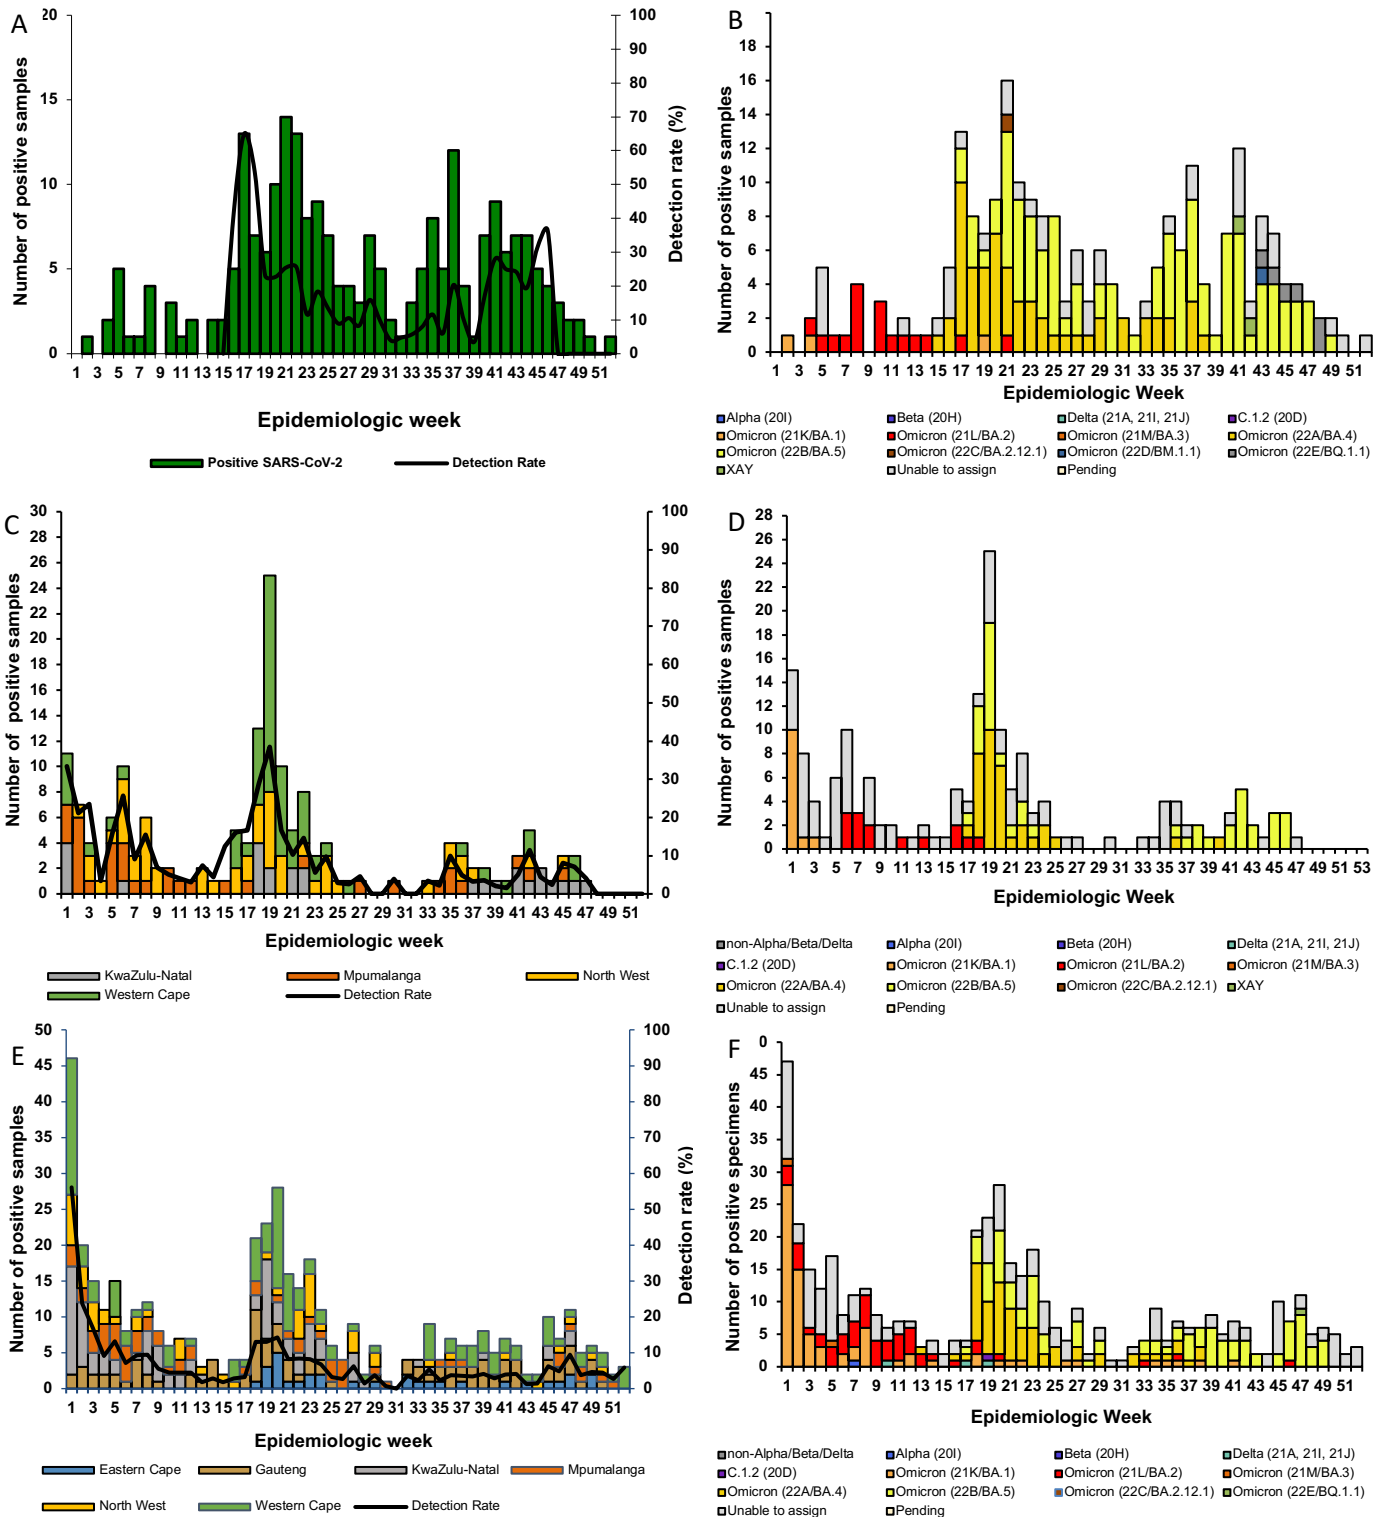 A
Number of positive samples
20
15
10
5
0
100
90
80
70
60
50
40
30
20
10
0
Detection rate (%)
1 3 5 7 9 11 13 15 17 19 21 23 25 27 29 31 33 35 37 39 41 43 45 47 49 51
Epidemiologic week
Positive SARS-CoV-2 Detection Rate
B
Number of potive samples
18
16
14
12
10
8
6
4
2
0
1 3 5 7 9 11 13 15 17 19 21 23 25 27 29 31 33 35 37 39 41 43 45 47 49 51
Epidemiologic Week
Alpha (20I) Beta (20H) Delta (21A, 21I, 21J) C.1.2 (20D)
Omicron (21K/BA.1) Omicron (21L/BA.2) Omicron (21M/BA.3) Omicron (22A/BA.4)
Omicron (22B/BA.5) Omicron (22C/BA.2.12.1) Omicron (22D/BM.1.1) Omicron (22E/BQ.1.1)
XAY Unable to assign Pending
C
Number of positive samples
30
28
26
24
22
20
18
16
14
12
10
8
6
4
2
0
100
90
80
70
60
50
40
30
20
10
0
1 3 5 7 9 11 13 15 17 19 21 23 25 27 29 31 33 35 37 39 41 43 45 47 49 51
Epidemiologic week
KwaZulu-Natal Mpumalanga North West
Western Cape Detection Rate
D
Number of positive samples
28
26
24
22
20
18
16
14
12
10
8
6
4
2
0
1 3 5 7 9 11 13 15 17 19 21 23 25 27 29 31 33 35 37 39 41 43 45 47 49 51 53
Epidemiologic Week
non-Alpha/Beta/Delta Alpha (20I) Beta (20H) Delta (21A, 21I, 21J)
C.1.2 (20D) Omicron (21K/BA.1) Omicron (21L/BA.2) Omicron (21M/BA.3)
Omicron (22A/BA.4) Omicron (22B/BA.5) Omicron (22C/BA.2.12.1) XAY
Unable to assign Pending
E
Number of positive samples
50
45
40
35
30
25
20
15
10
5
0
100
90
80
70
60
50
40
30
20
10
0
Detection rate (%)
1 3 5 7 9 11 13 15 17 19 21 23 25 27 29 31 33 35 37 39 41 43 45 47 49 51
Epidemiologic week
Eastern Cape Gauteng KwaZulu-Natal Mpumalanga
North West Western Cape Detection Rate
F
Number of positive specimens
0
45
40
35
30
25
20
15
10
5
0
1 3 5 7 9 11 13 15 17 19 21 23 25 27 29 31 33 35 37 39 41 43 45 47 49 51
Epidemiologic Week
non-Alpha/Beta/Delta Alpha (20I) Beta (20H) Delta (21A, 21I, 21J)
C.1.2 (20D) Omicron (21K/BA.1) Omicron (21L/BA.2) Omicron (21M/BA.3)
Omicron (22A/BA.4) Omicron (22B/BA.5) Omicron (22C/BA.2.12.1) Omicron (22E/BQ.1.1)
Unable to assign Pending